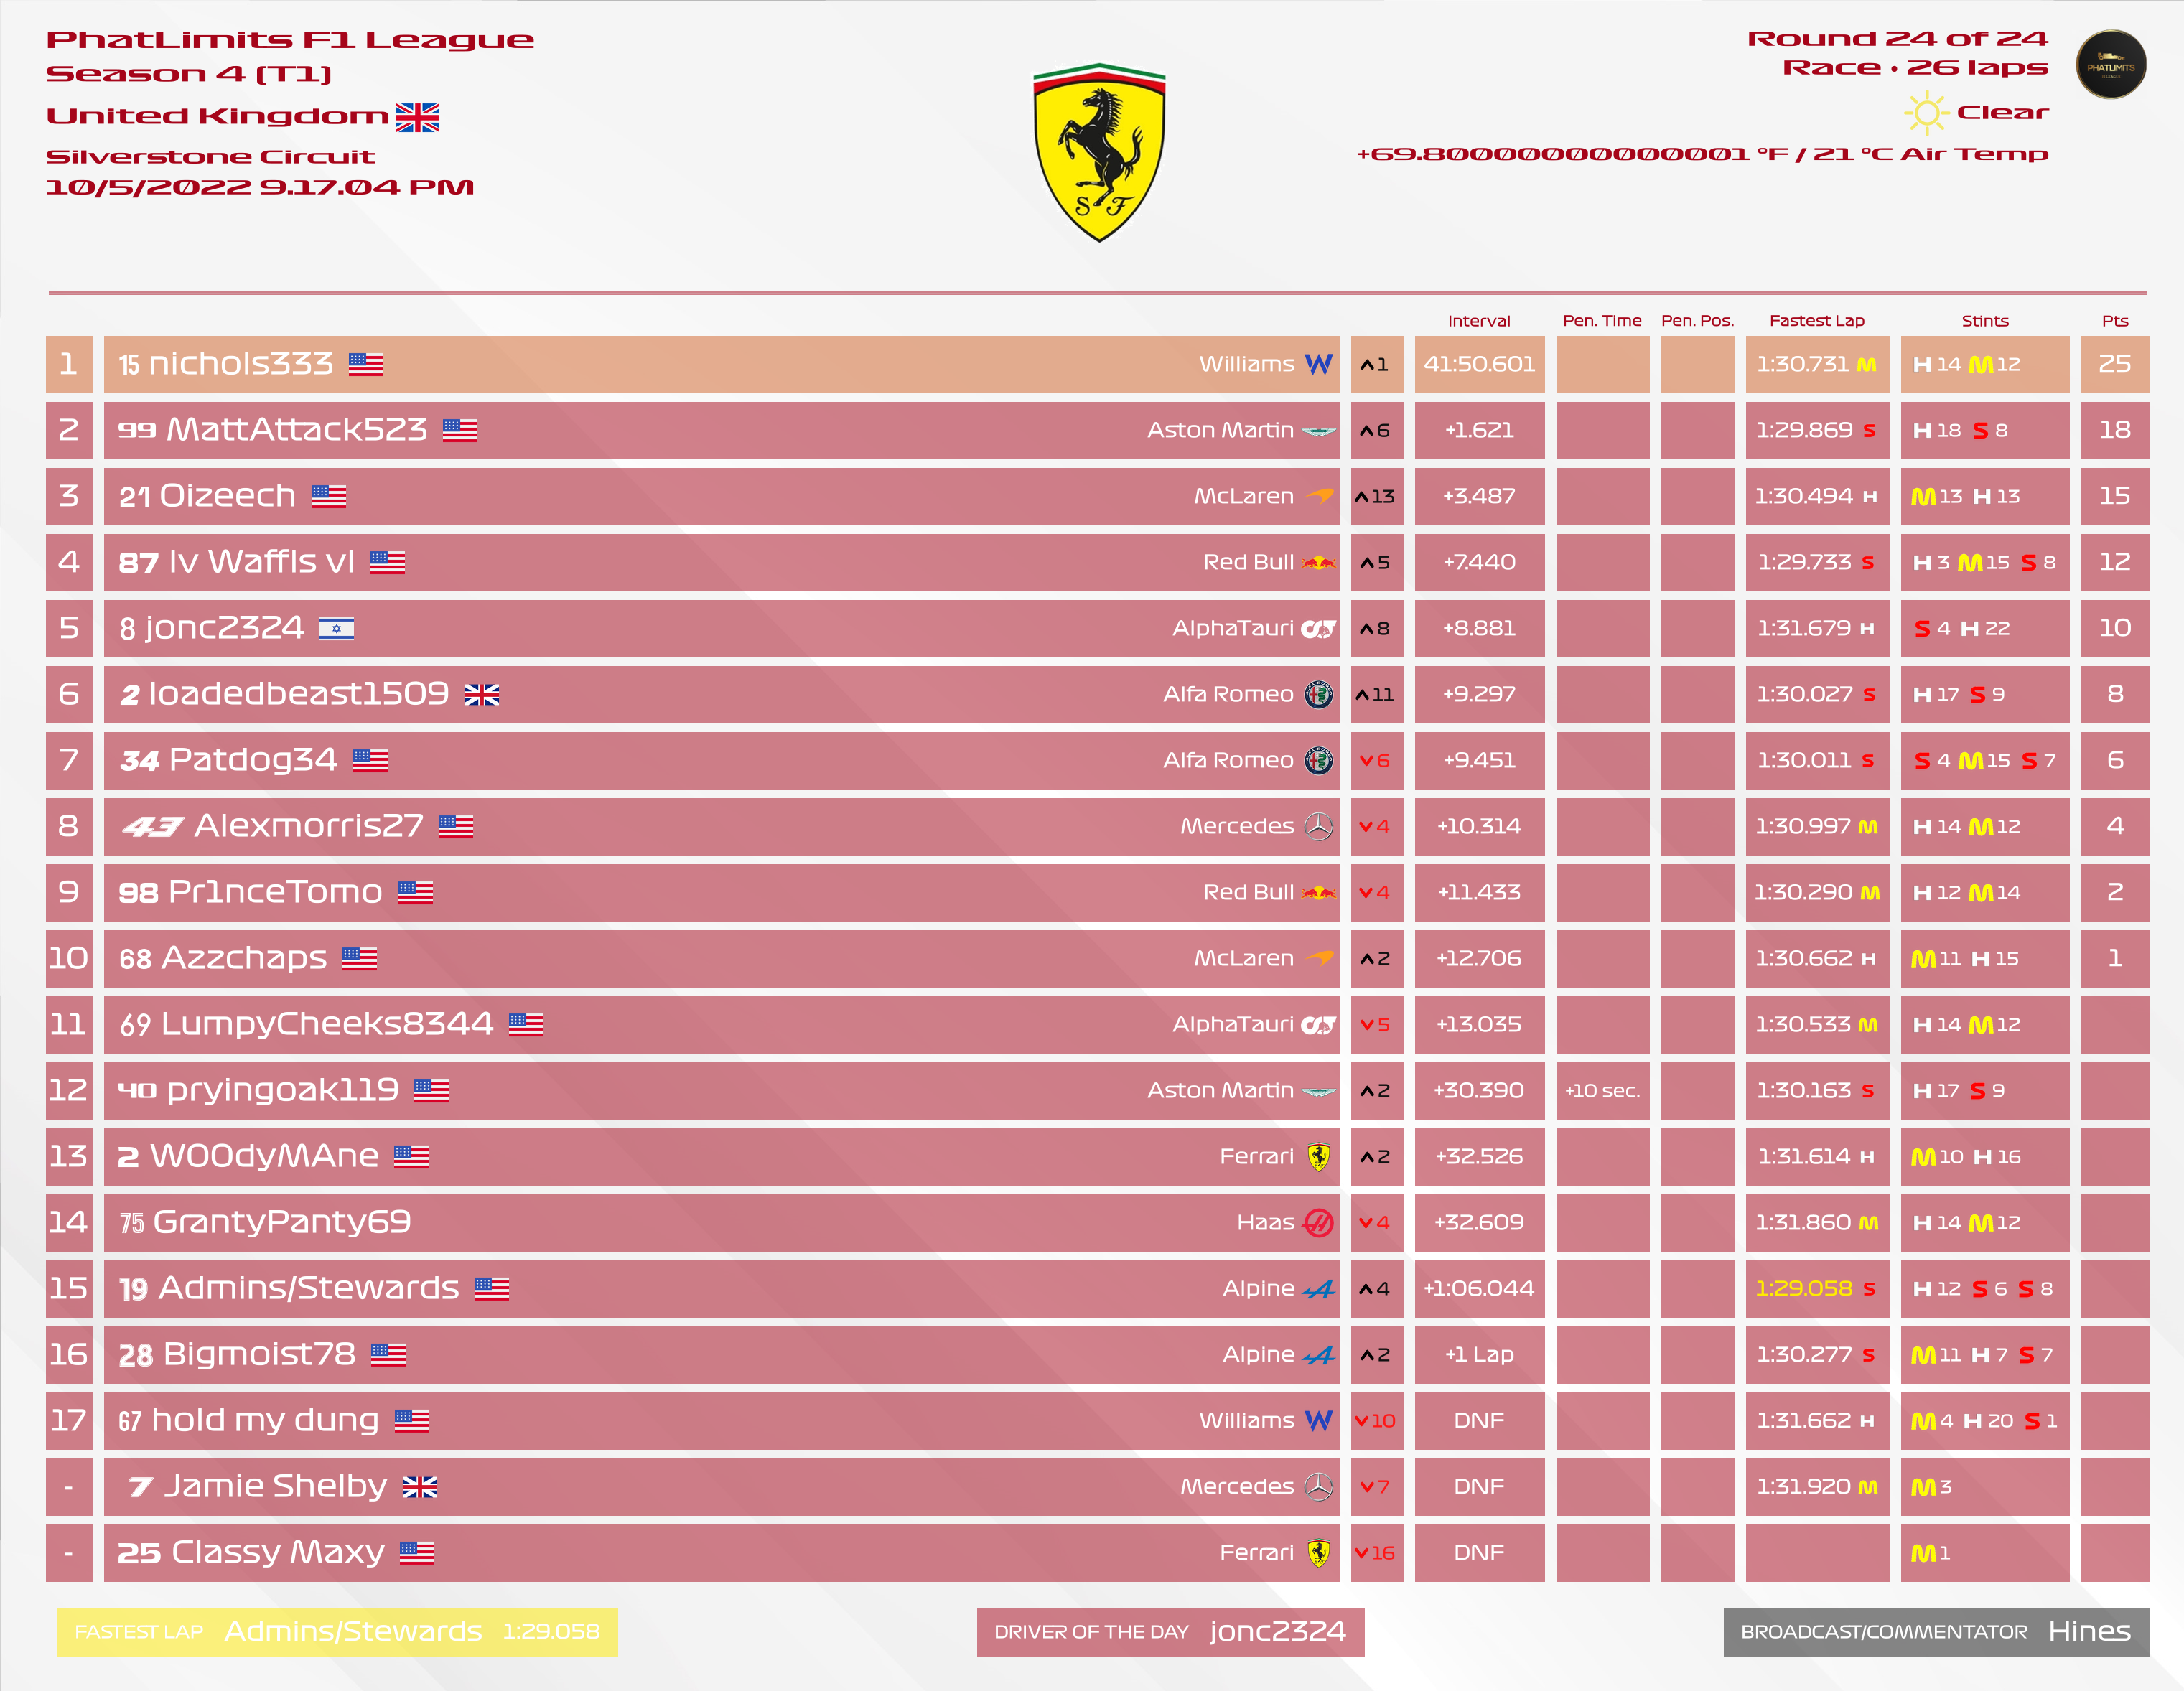 PhatLimits F1 League
Season 4 (T1)
United Kingdom
Silverstone Circuit
10/5/2022 9.17.04 PM
Round 24 of 24
Race • 26 laps
Clear
+69.80000000000001 °F / 21 °C Air Temp
PHATLIMITS
S F
Interval Pen. Time Pen. Pos. Fastest Lap Stints Pts
1 15 nichols333 Williams 1 41:50.601 1:30.731 M H 14 M 12 25
2 99 MattAttack523 Aston Martin 6 +1.621 1:29.869 S H 18 S 8 18
3 21 Oizeech McLaren 13 +3.487 1:30.494 H M 13 H 13 15
4 87 lv Waffls vl Red Bull 5 +7.440 1:29.733 S H 3 M 15 S 8 12
5 8 jonc2324 AlphaTauri 8 +8.881 1:31.679 H S 4 H 22 10
6 2 loadedbeast1509 Alfa Romeo 11 +9.297 1:30.027 S H 17 S 9 8
7 34 Patdog34 Alfa Romeo 6 +9.451 1:30.011 S S 4 M 15 S 7 6
8 43 Alexmorris27 Mercedes 4 +10.314 1:30.997 M H 14 M 12 4
9 98 Pr1nceTomo Red Bull 4 +11.433 1:30.290 M H 12 M 14 2
10 68 Azzchaps McLaren 2 +12.706 1:30.662 H M 11 H 15 1
11 69 LumpyCheeks8344 AlphaTauri 5 +13.035 1:30.533 M H 14 M 12
12 40 pryingoak119 Aston Martin 2 +30.390 +10 sec. 1:30.163 S H 17 S 9
13 2 W00dyMAne Ferrari 2 +32.526 1:31.614 H M 10 H 16
14 75 GrantyPanty69 Haas 4 +32.609 1:31.860 M H 14 M 12
15 19 Admins/Stewards Alpine 4 +1:06.044 1:29.058 S H 12 S 6 S 8
16 28 Bigmoist78 Alpine 2 +1 Lap 1:30.277 S M 11 H 7 S 7
17 67 hold my dung Williams 10 DNF 1:31.662 H M 4 H 20 S 1
- 7 Jamie Shelby Mercedes 7 DNF 1:31.920 M M 3
- 25 Classy Maxy Ferrari 16 DNF M 1
FASTEST LAP Admins/Stewards 1:29.058
DRIVER OF THE DAY jonc2324
BROADCAST/COMMENTATOR Hines